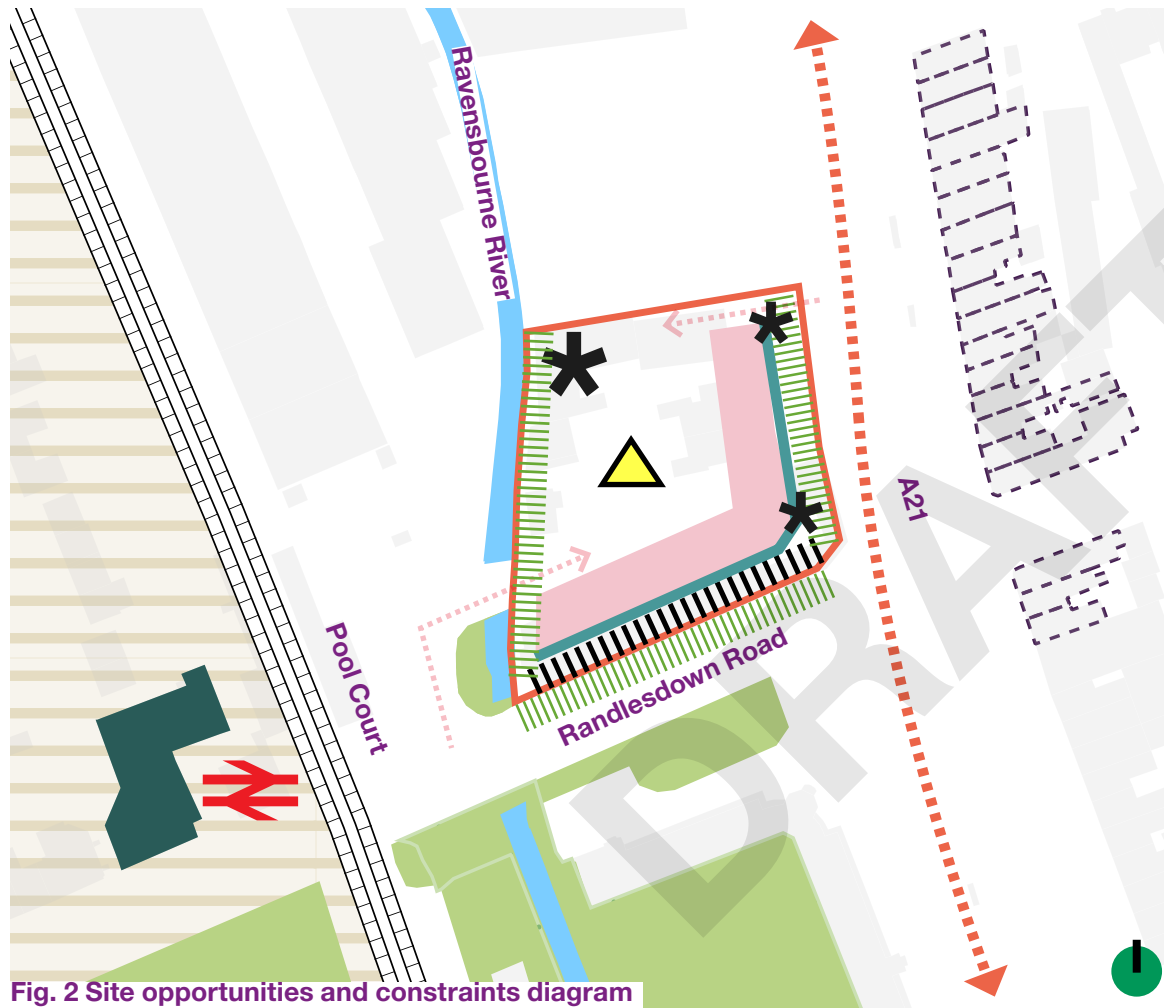 Ravensbourne River
A21
Pool Court
Randlesdown Road
DRAFT
Fig. 2 Site opportunities and constraints diagram